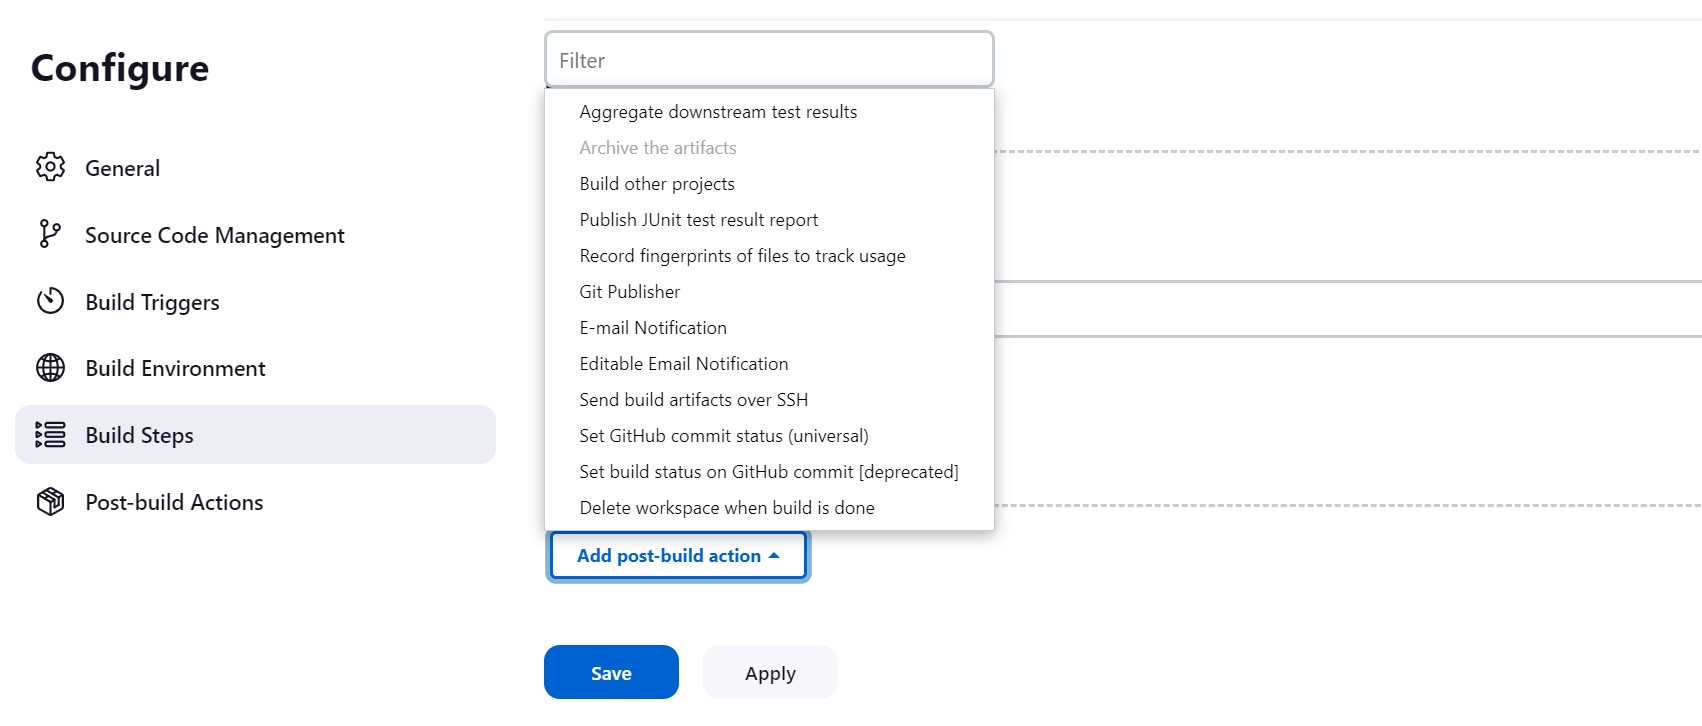 Configure
General
Source Code Management
Build Triggers
Build Environment
Build Steps
Post-build Actions
Filter
Aggregate downstream test results
Archive the artifacts
Build other projects
Publish JUnit test result report
Record fingerprints of files to track usage
Git Publisher
E-mail Notification
Editable Email Notification
Send build artifacts over SSH
Set GitHub commit status (universal)
Set build status on GitHub commit [deprecated]
Delete workspace when build is done
Add post-build action
Save
Apply